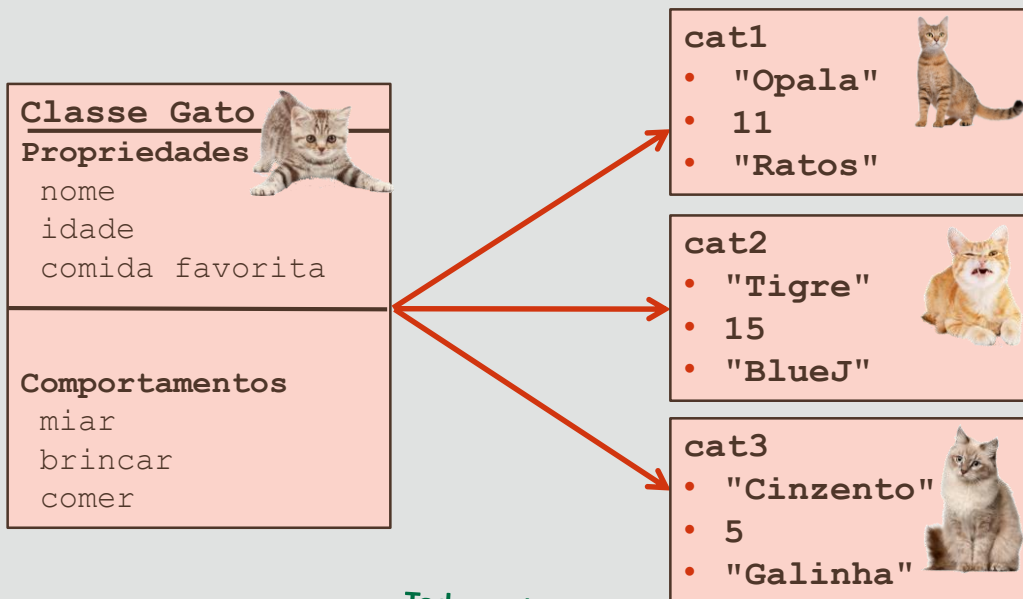 Classe Gato
Propriedades
nome
idade
comida favorita
Comportamentos
miar
brincar
comer
cat1
• "Opala"
• 11
• "Ratos"
cat2
• "Tigre"
• 15
• "BlueJ"
cat3
• "Cinzento"
• 5
• "Galinha"